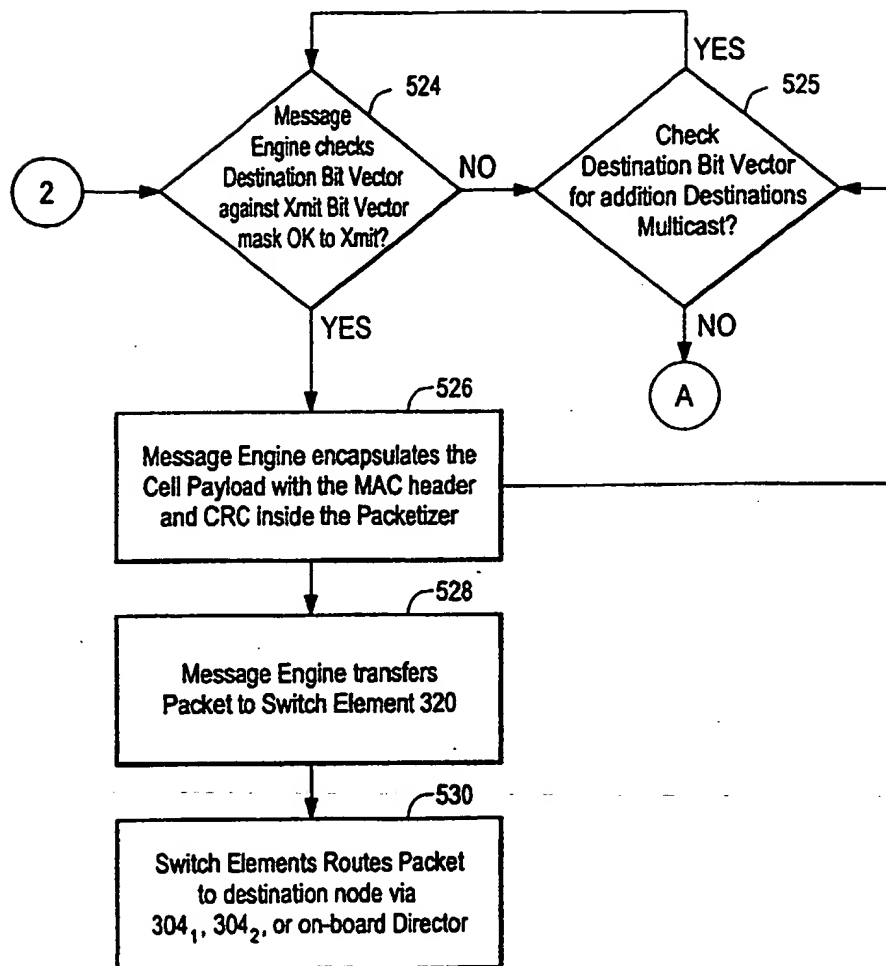 YES
524
525
2
Message
Engine checks
Destination Bit Vector
against Xmit Bit Vector
mask OK to Xmit?
NO
Check
Destination Bit Vector
for addition Destinations
Multicast?
YES
NO
A
526
Message Engine encapsulates the
Cell Payload with the MAC header
and CRC inside the Packetizer
528
Message Engine transfers
Packet to Switch Element 320
530
Switch Elements Routes Packet
to destination node via
304₁, 304₂, or on-board Director